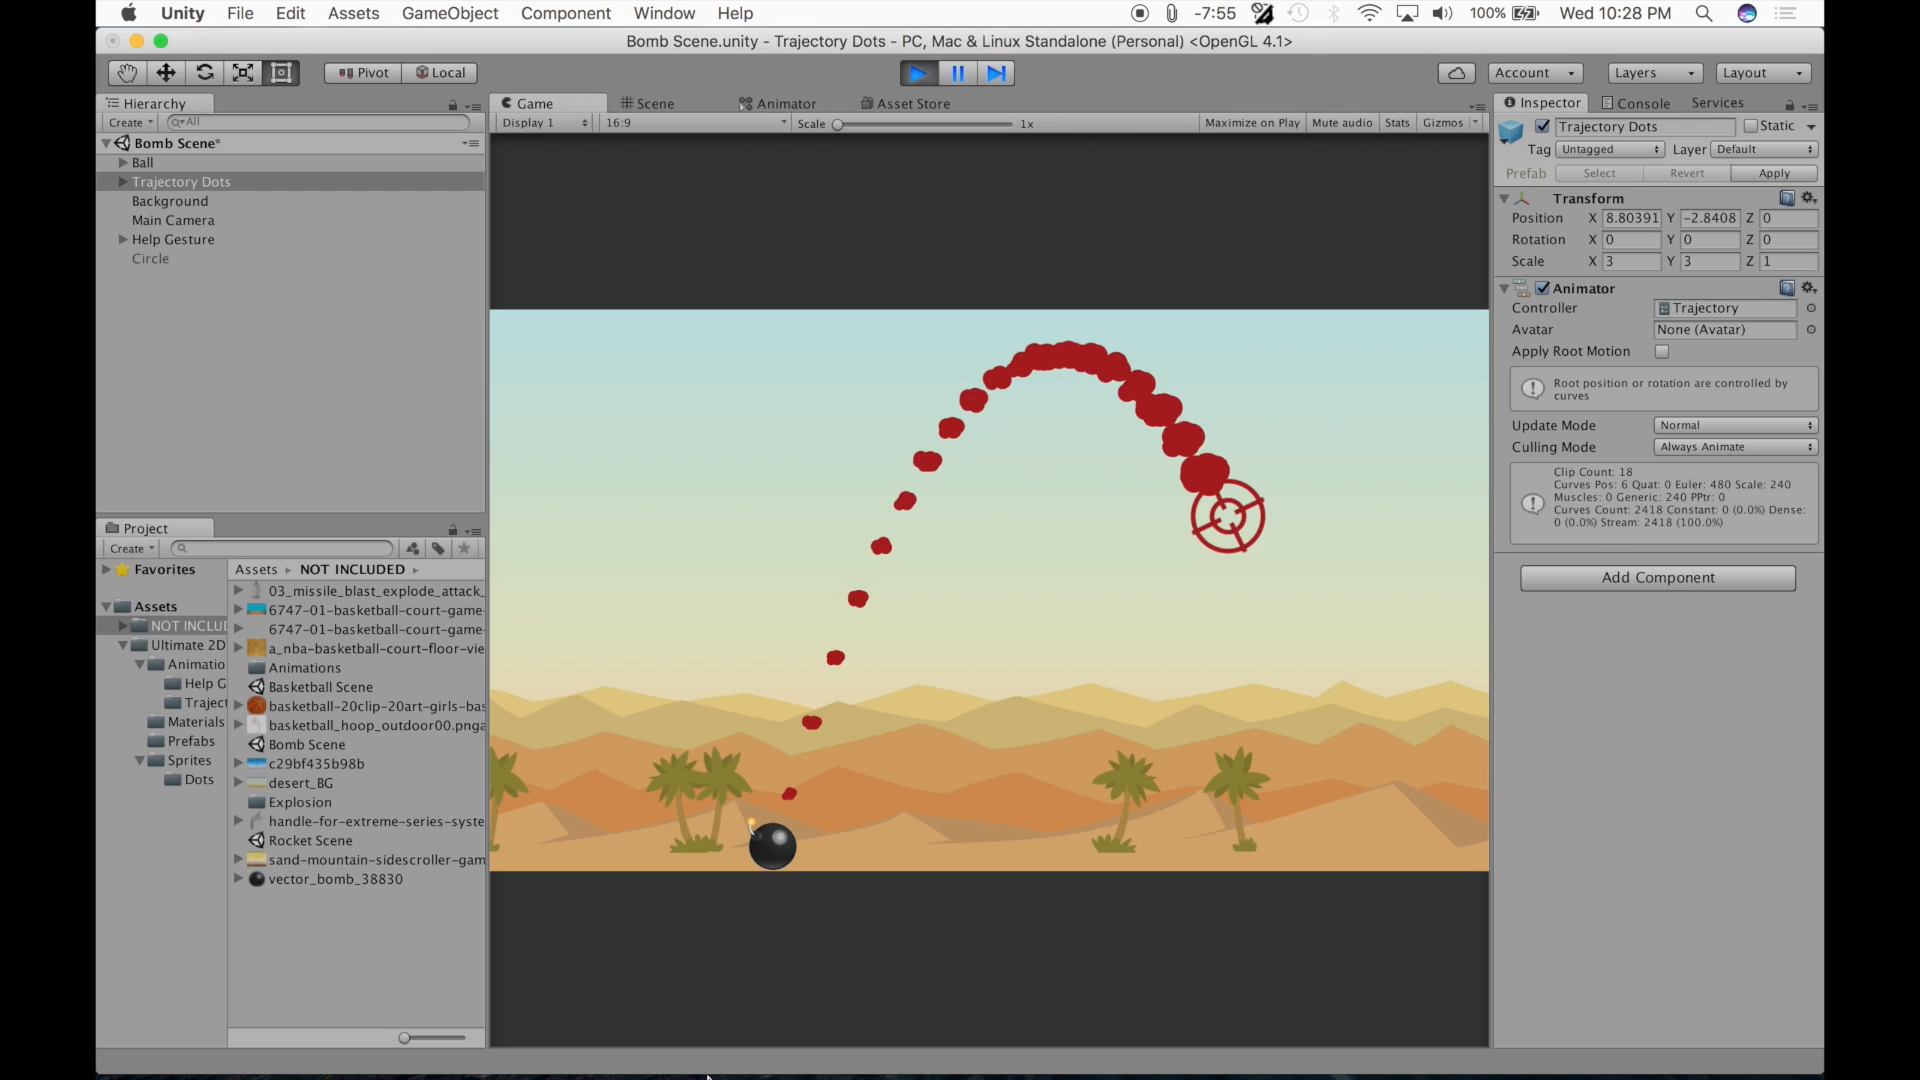 Unity File Edit Assets GameObject Component Window Help -7:55 100% Wed 10:28 PM
Bomb Scene.unity - Trajectory Dots - PC, Mac & Linux Standalone (Personal) <OpenGL 4.1>
Pivot Local Account Layers Layout
Hierarchy
Create All
Bomb Scene*
Ball
Trajectory Dots
Background
Main Camera
Help Gesture
Circle
Game Scene Animator Asset Store
Display 1 16:9 Scale 1x Maximize on Play Mute audio Stats Gizmos
Inspector Console Services
Trajectory Dots Static
Tag Untagged Layer Default
Prefab Select Revert Apply
Transform
Position X 8.80391 Y -2.8408 Z 0
Rotation X 0 Y 0 Z 0
Scale X 3 Y 3 Z 1
Animator
Controller Trajectory
Avatar None (Avatar)
Apply Root Motion
Root position or rotation are controlled by
curves
Update Mode Normal
Culling Mode Always Animate
Clip Count: 18
Curves Pos: 6 Quat: 0 Euler: 480 Scale: 240
Muscles: 0 Generic: 240 PPtr: 0
Curves Count: 2418 Constant: 0 (0.0%) Dense:
0 (0.0%) Stream: 2418 (100.0%)
Add Component
Project
Create
Favorites
Assets
NOT INCLUD
Ultimate 2D
Animatio
Help G
Traject
Materials
Prefabs
Sprites
Dots
Assets NOT INCLUDED
03_missile_blast_explode_attack_
6747-01-basketball-court-game-
6747-01-basketball-court-game-
a_nba-basketball-court-floor-vie
Animations
Basketball Scene
basketball-20clip-20art-girls-bas
basketball_hoop_outdoor00.pnga
Bomb Scene
c29bf435b98b
desert_BG
Explosion
handle-for-extreme-series-syste
Rocket Scene
sand-mountain-sidescroller-gam
vector_bomb_38830